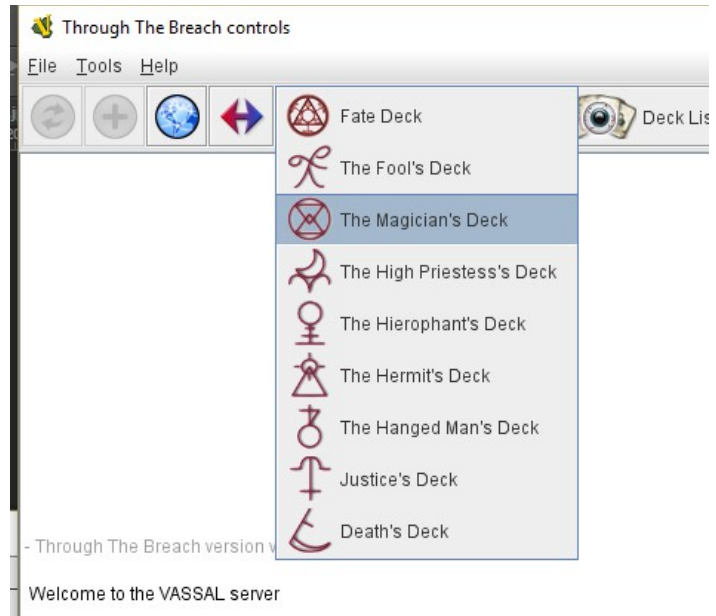 Through The Breach controls
File Tools Help
Deck Lis
Fate Deck
The Fool's Deck
The Magician's Deck
The High Priestess's Deck
The Hierophant's Deck
The Hermit's Deck
The Hanged Man's Deck
Justice's Deck
Death's Deck
- Through The Breach version v
Welcome to the VASSAL server